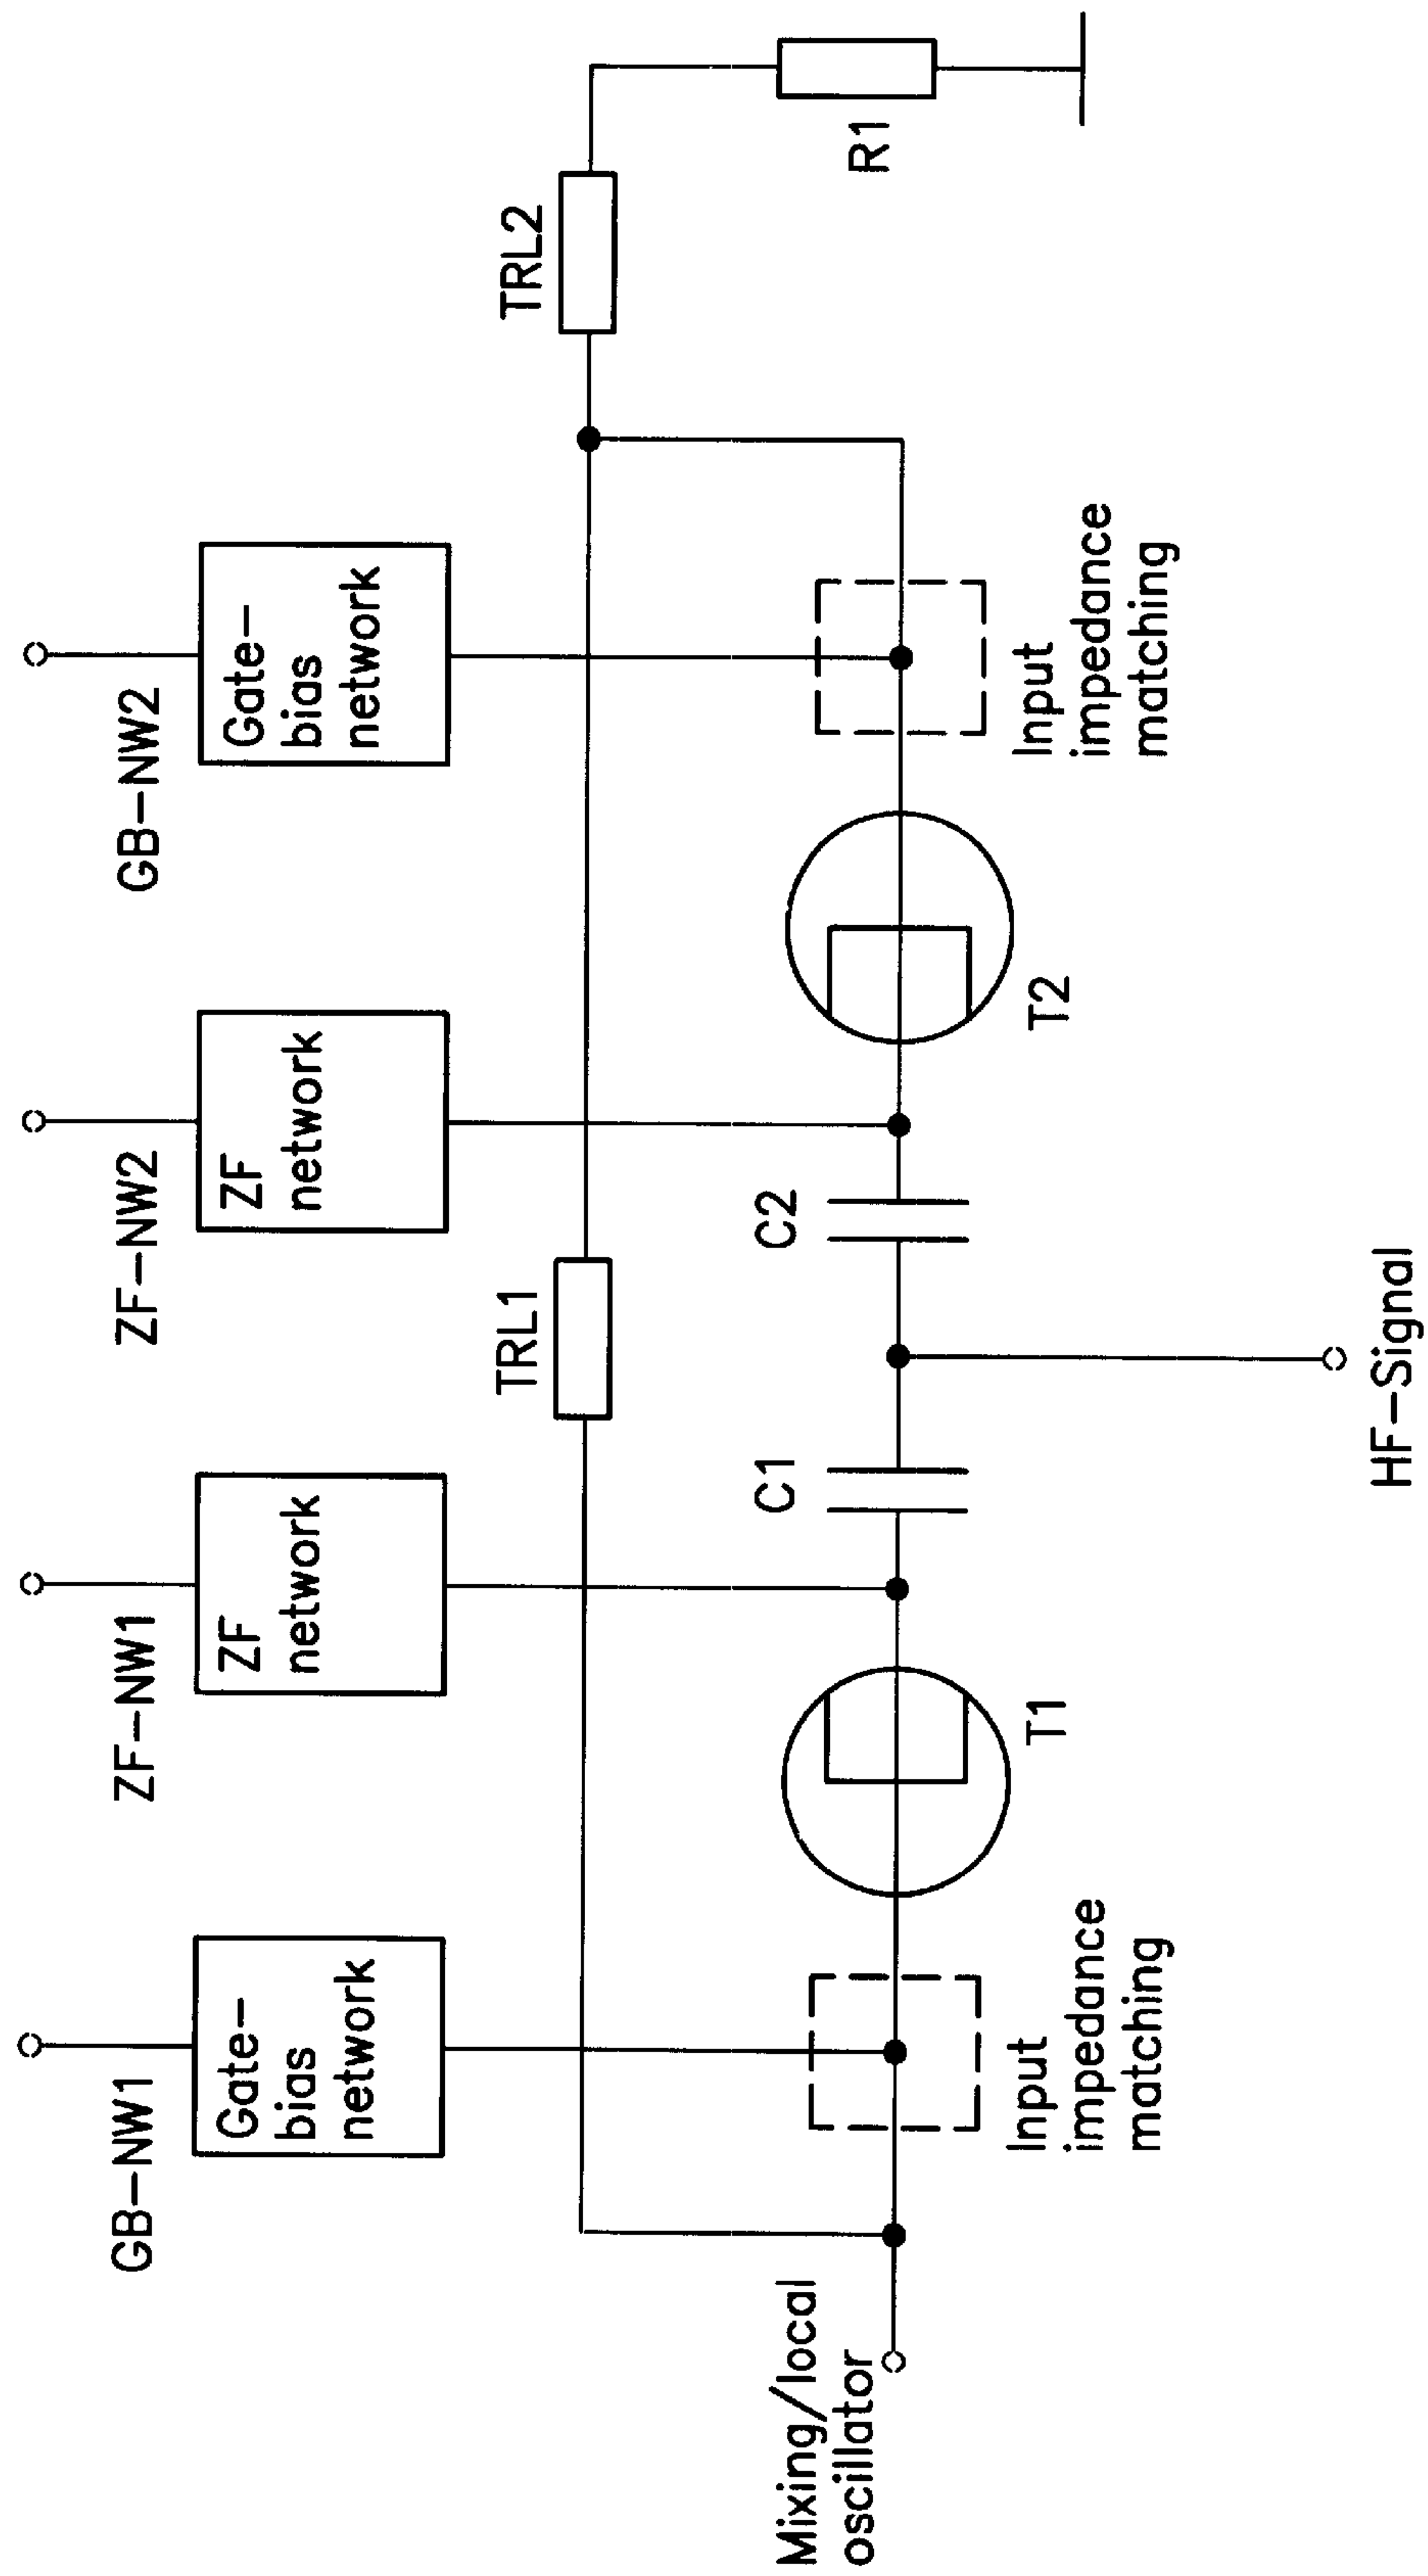 GB-NW1
ZF-NW1
ZF-NW2
GB-NW2
Gate-
bias
network
ZF
network
ZF
network
Gate-
bias
network
TRL1
TRL2
R1
Mixing/local
oscillator
C1
C2
Input
impedance
matching
T1
T2
Input
impedance
matching
HF-Signal